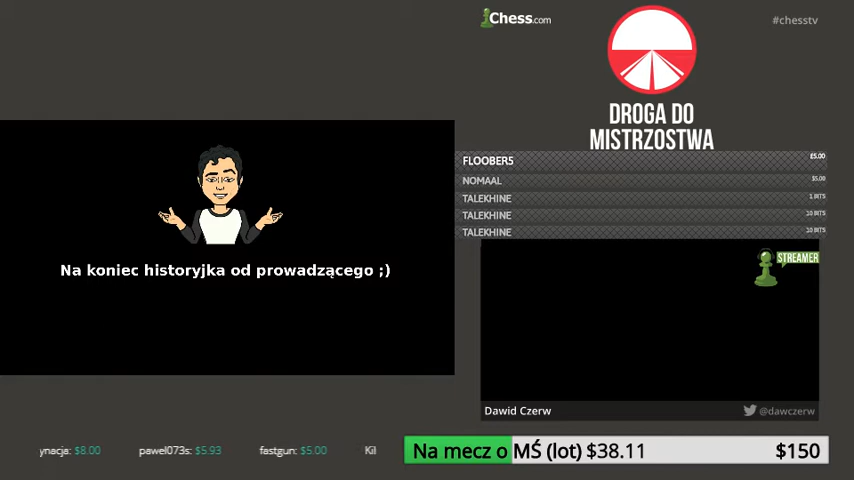 Chess.com
#chesstv
DROGA DO
MISTRZOSTWA
FLOOBER5 £5.00
NOMAAL $5.00
TALEKHINE 1 BITS
TALEKHINE 10 BITS
TALEKHINE 10 BITS
Na koniec historyjka od prowadzącego ;)
STREAMER
Dawid Czerw @dawczerw
ynacja: $8.00 pawel073s: $5.93 fastgun: $5.00 Kil
Na mecz o MŚ (lot) $38.11 $150